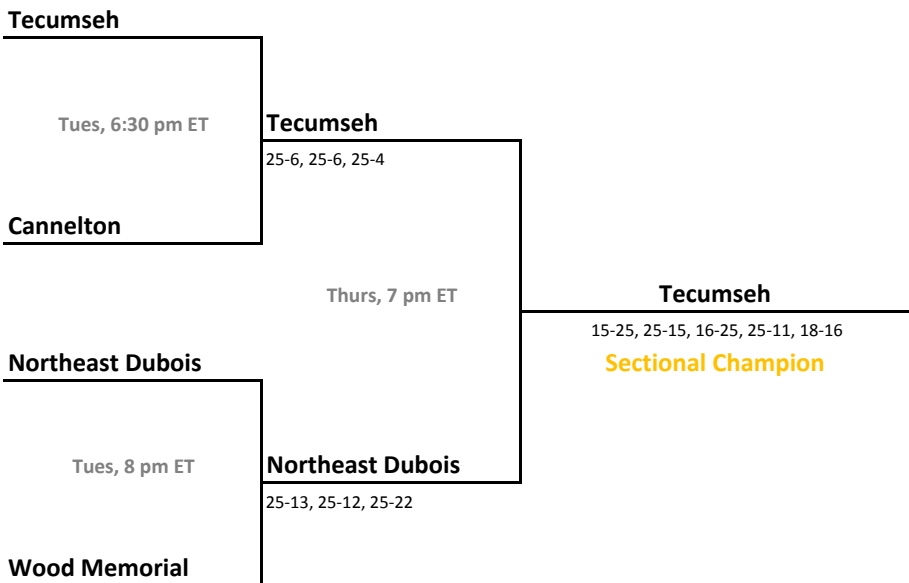 Tecumseh
Tues, 6:30 pm ET
Tecumseh
25-6, 25-6, 25-4
Cannelton
Thurs, 7 pm ET
Tecumseh
15-25, 25-15, 16-25, 25-11, 18-16
Northeast Dubois
Sectional Champion
Tues, 8 pm ET
Northeast Dubois
25-13, 25-12, 25-22
Wood Memorial